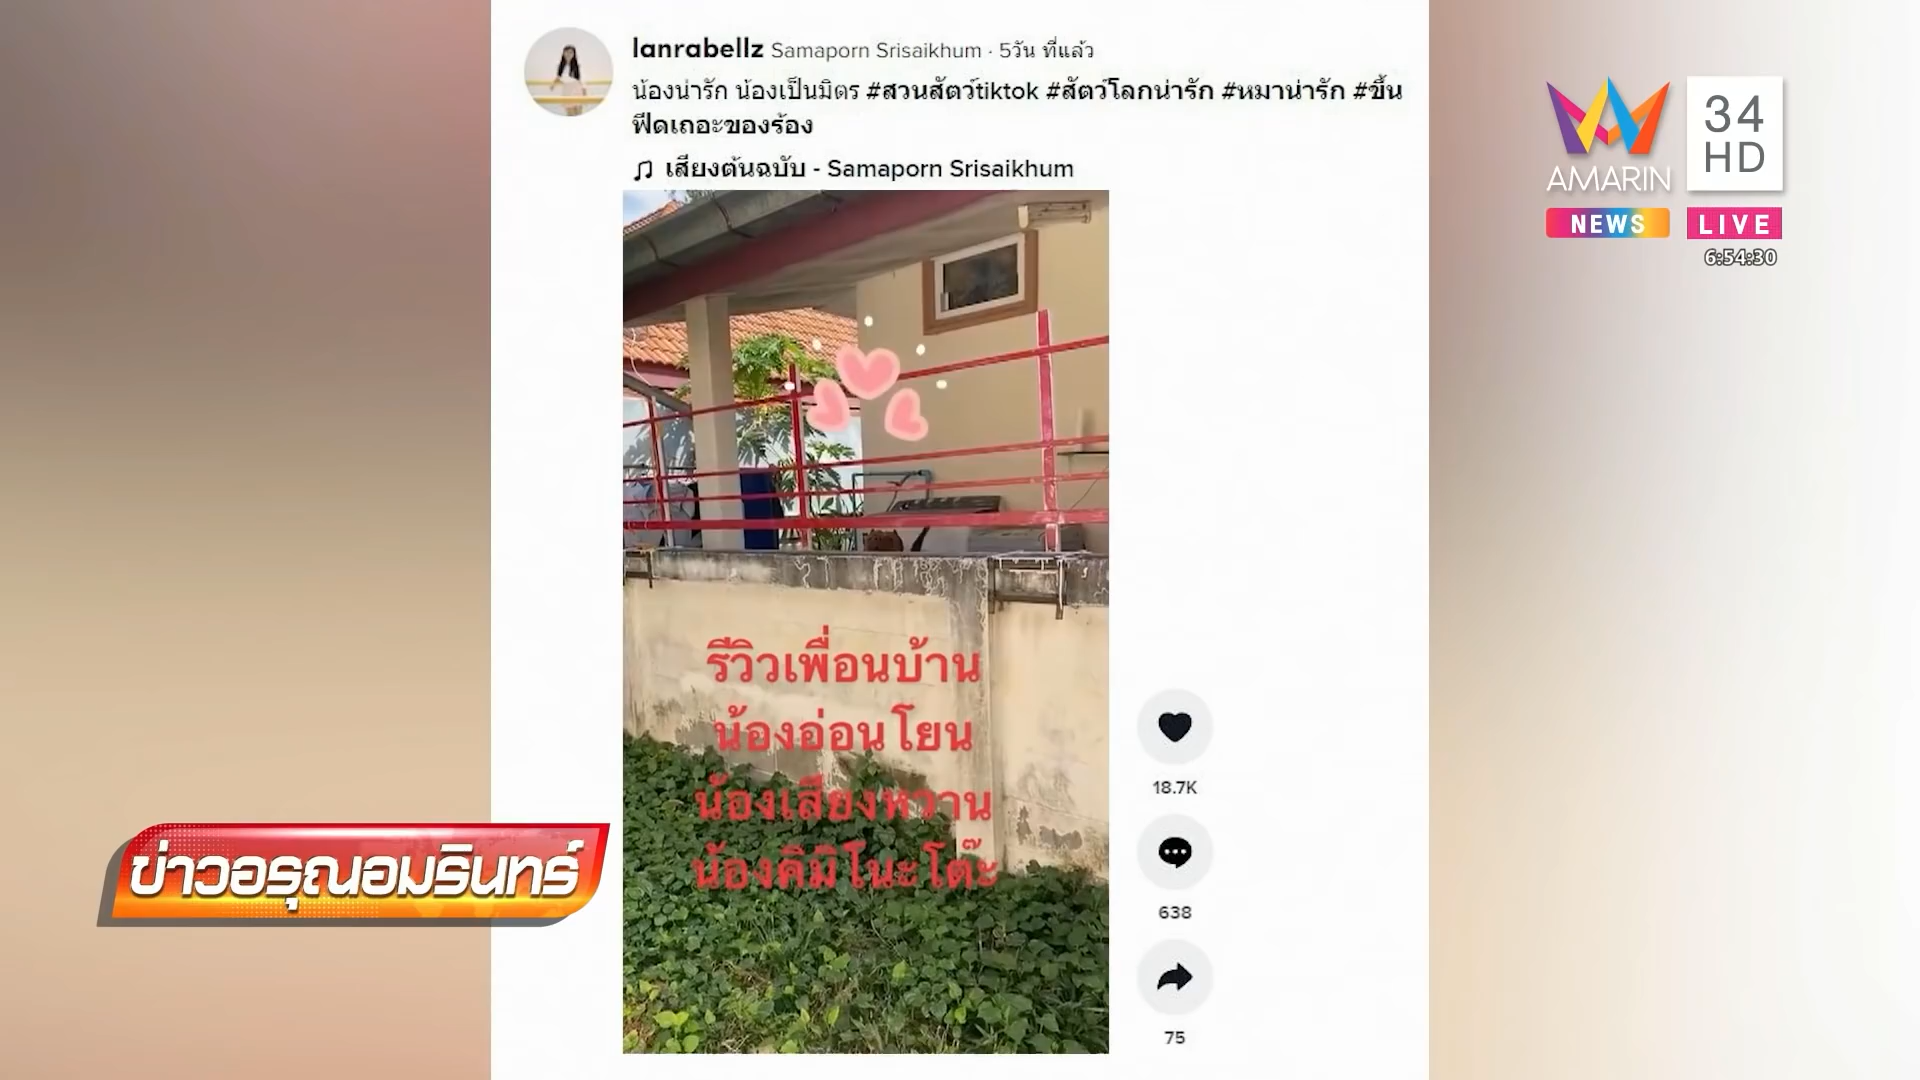 lanrabellz Samaporn Srisaikhum · 5วัน ที่แล้ว
น้องน่ารัก น้องเป็นมิตร #สวนสัตว์tiktok #สัตว์โลกน่ารัก #หมาน่ารัก #ขึ้น
ฟีดเถอะของร้อง
เสียงต้นฉบับ - Samaporn Srisaikhum
34
HD
AMARIN
NEWS
LIVE
6:54:30
รีวิวเพื่อนบ้าน
น้องอ่อนโยน
น้องเสียงหวาน
น้องคิมิโนะโต๊ะ
18.7K
638
75
ข่าวอรุณอมรินทร์